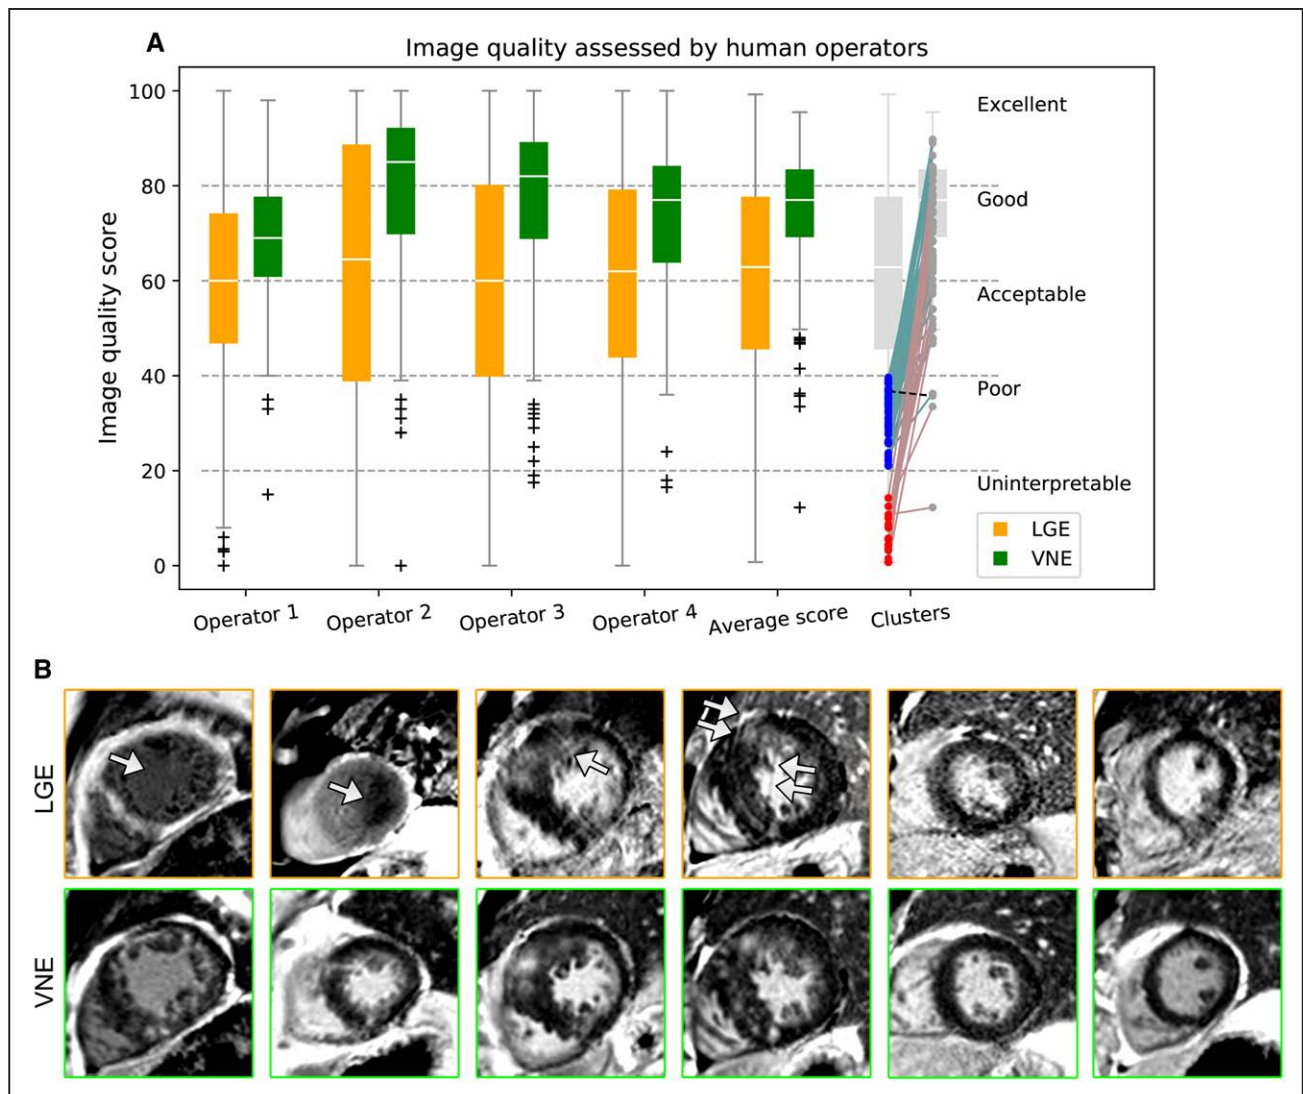 A
Image quality assessed by human operators
Image quality score
100
80
60
40
20
0
Excellent
Good
Acceptable
Poor
Uninterpretable
LGE
VNE
Operator 1
Operator 2
Operator 3
Operator 4
Average score
Clusters
B
LGE
VNE